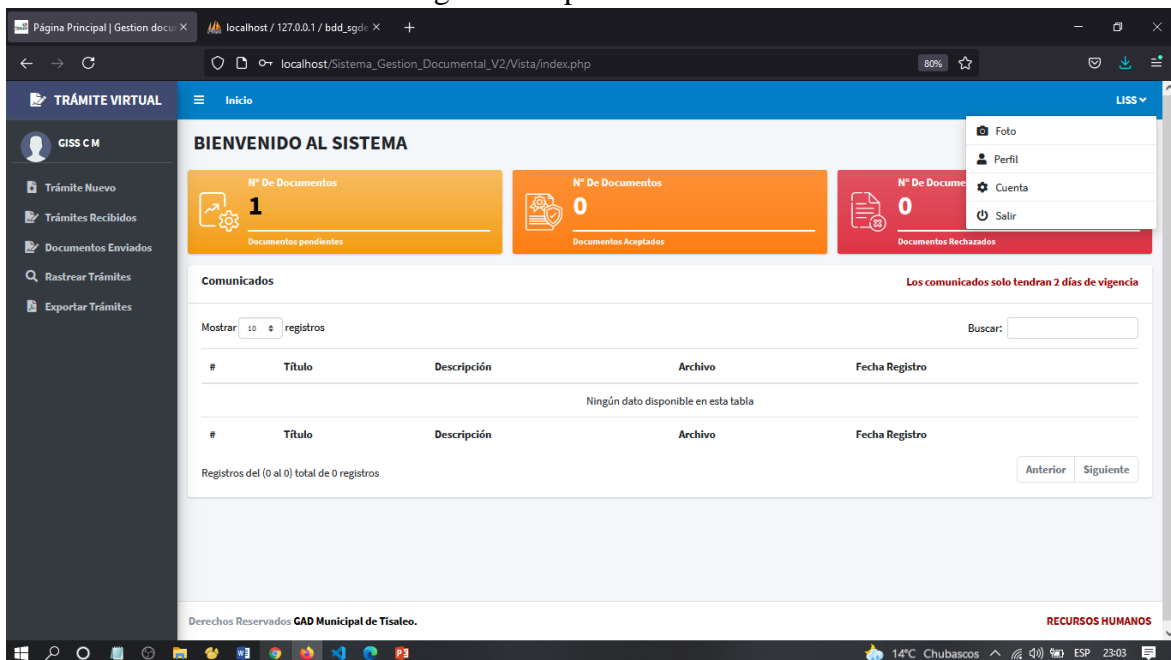 Página Principal | Gestion docu
localhost / 127.0.0.1 / bdd_sgde
localhost/Sistema_Gestion_Documental_V2/Vista/index.php
80%
TRÁMITE VIRTUAL
Inicio
LISS
GISS C M
Trámite Nuevo
Trámites Recibidos
Documentos Enviados
Rastrear Trámites
Exportar Trámites
Foto
Perfil
Cuenta
Salir
BIENVENIDO AL SISTEMA
N° De Documentos
1
Documentos pendientes
N° De Documentos
0
Documentos Aceptados
N° De Docume
0
Documentos Rechazados
Comunicados
Los comunicados solo tendran 2 días de vigencia
Mostrar 10 registros
Buscar:
# Título Descripción Archivo Fecha Registro
Ningún dato disponible en esta tabla
# Título Descripción Archivo Fecha Registro
Registros del (0 al 0) total de 0 registros
Anterior Siguiente
Derechos Reservados GAD Municipal de Tisaleo.
RECURSOS HUMANOS
14°C Chubascos ESP 23:03